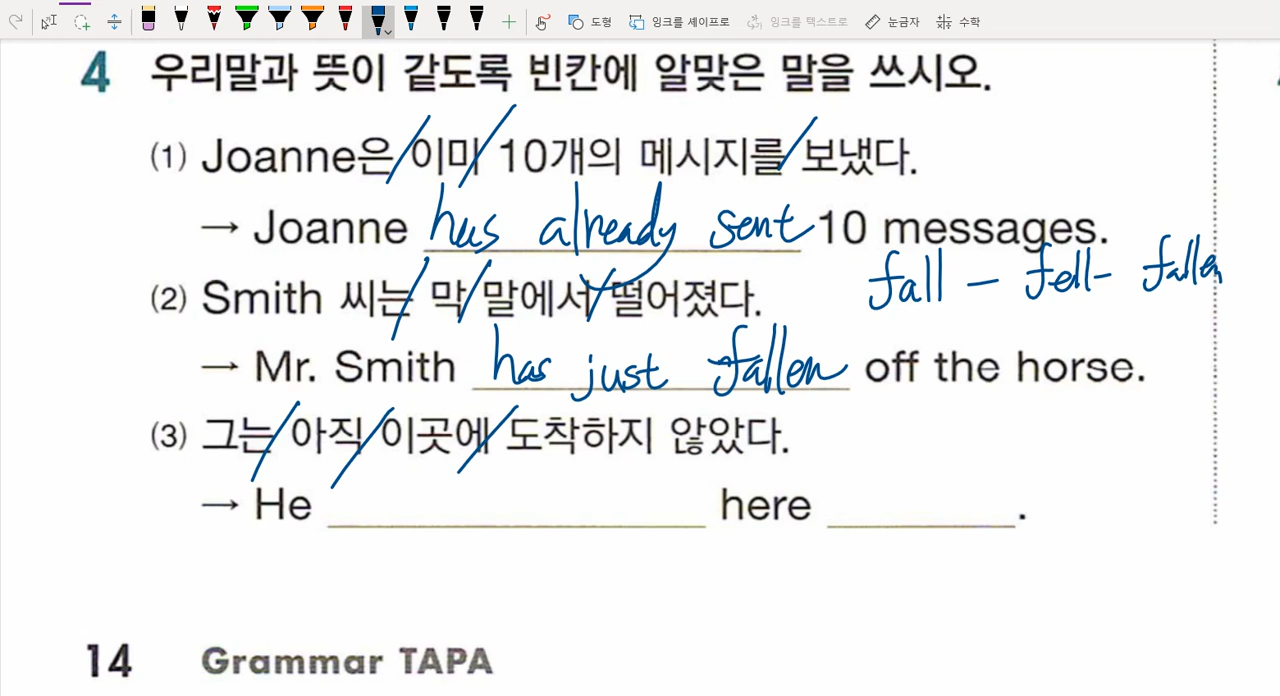 도형 잉크를 셰이프로 잉크를 텍스트로 눈금자 수학
4 우리말과 뜻이 같도록 빈칸에 알맞은 말을 쓰시오.
(1) Joanne은 이미 10개의 메시지를 보냈다.
→ Joanne has already sent 10 messages.
fall – fell – fallen
(2) Smith 씨는 막 말에서 떨어졌다.
→ Mr. Smith has just fallen off the horse.
(3) 그는 아직 이곳에 도착하지 않았다.
→ He ____ here ____.
14 Grammar TAPA